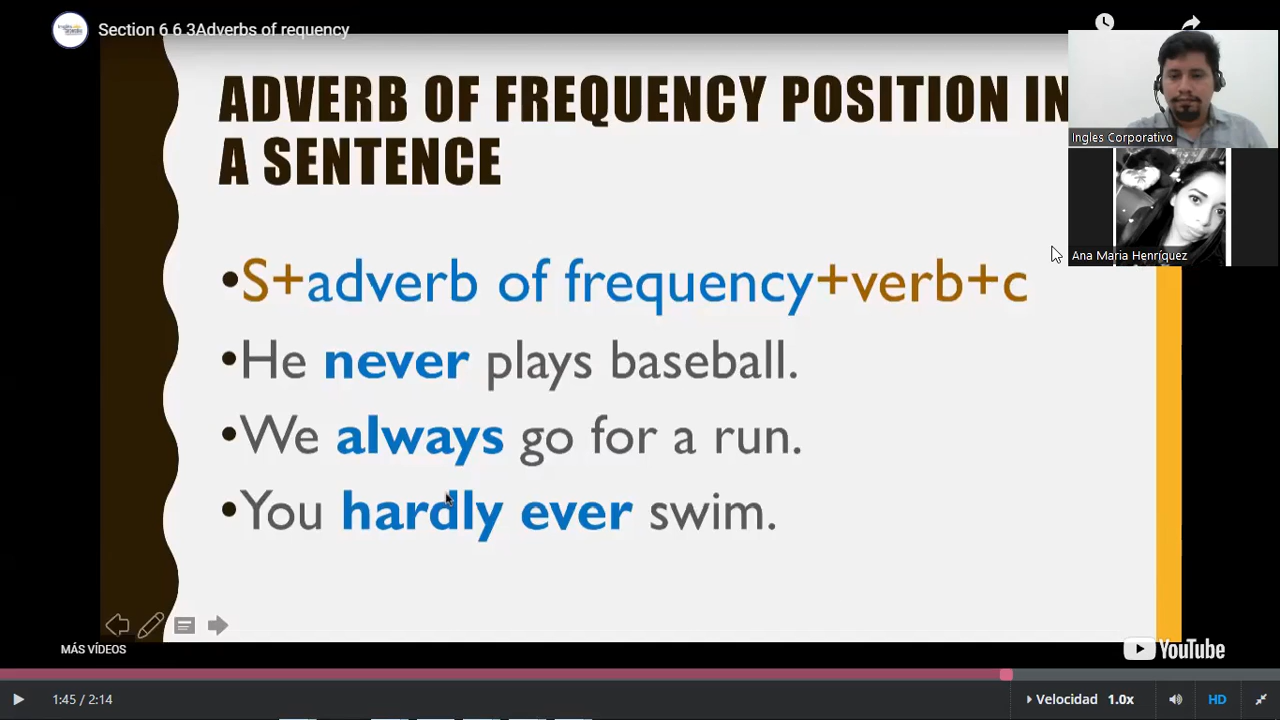 Section 6 6 3Adverbs of requency
ADVERB OF FREQUENCY POSITION IN
A SENTENCE
•S+adverb of frequency+verb+c
•He never plays baseball.
•We always go for a run.
•You hardly ever swim.
Ingles Corporativo
Ana Maria Henríquez
MÁS VÍDEOS
YouTube
1:45 / 2:14
Velocidad 1.0x
HD